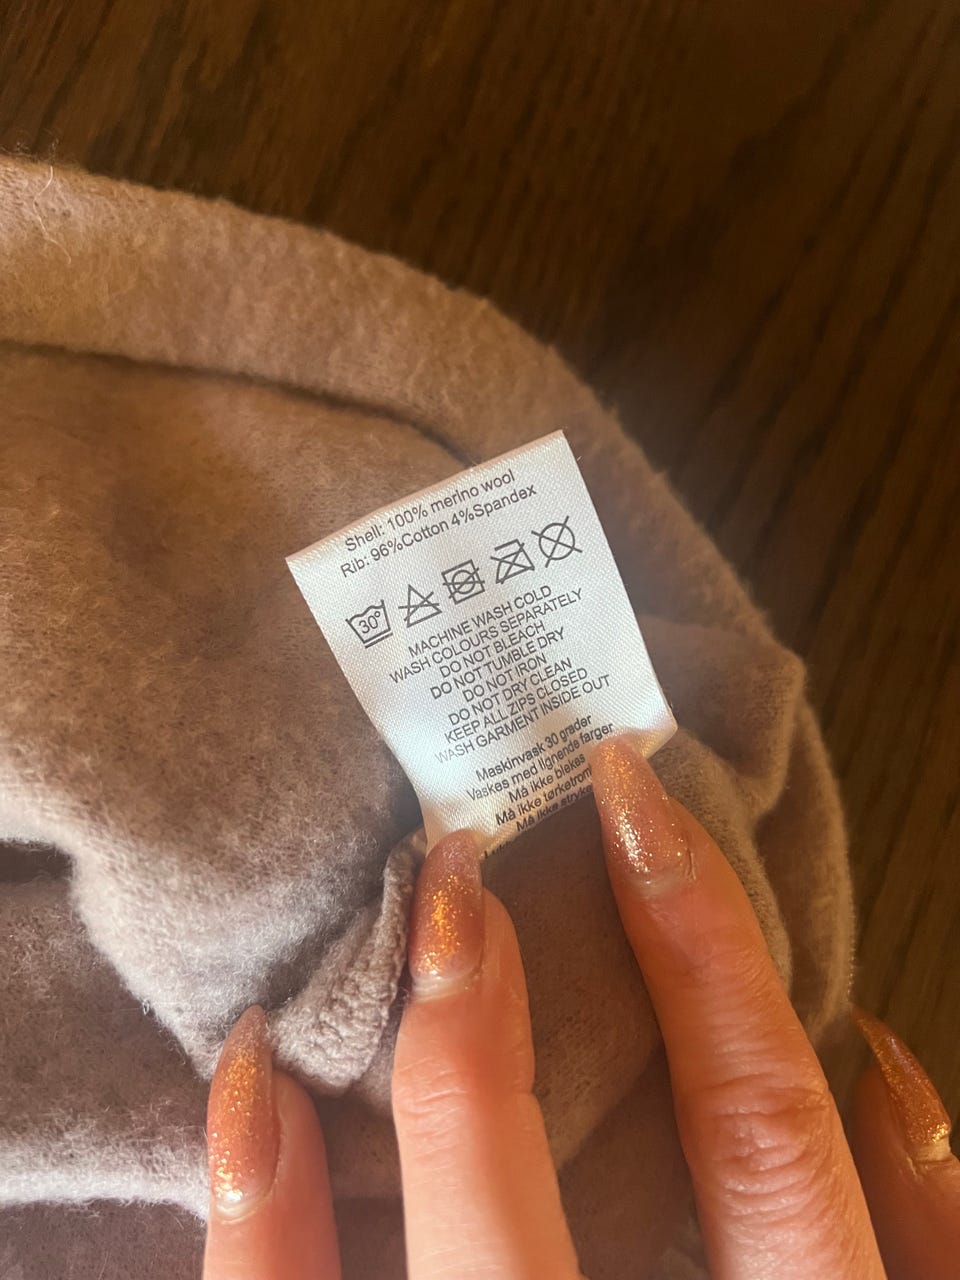 Shell: 100% merino wool
Rib: 96%Cotton 4%Spandex
30°
MACHINE WASH COLD
WASH COLOURS SEPARATELY
DO NOT BLEACH
DO NOT TUMBLE DRY
DO NOT IRON
DO NOT DRY CLEAN
KEEP ALL ZIPS CLOSED
WASH GARMENT INSIDE OUT
Maskinvask 30 grader
Vaskes med lignende farger
Må ikke blekes
Må ikke
Må ikke